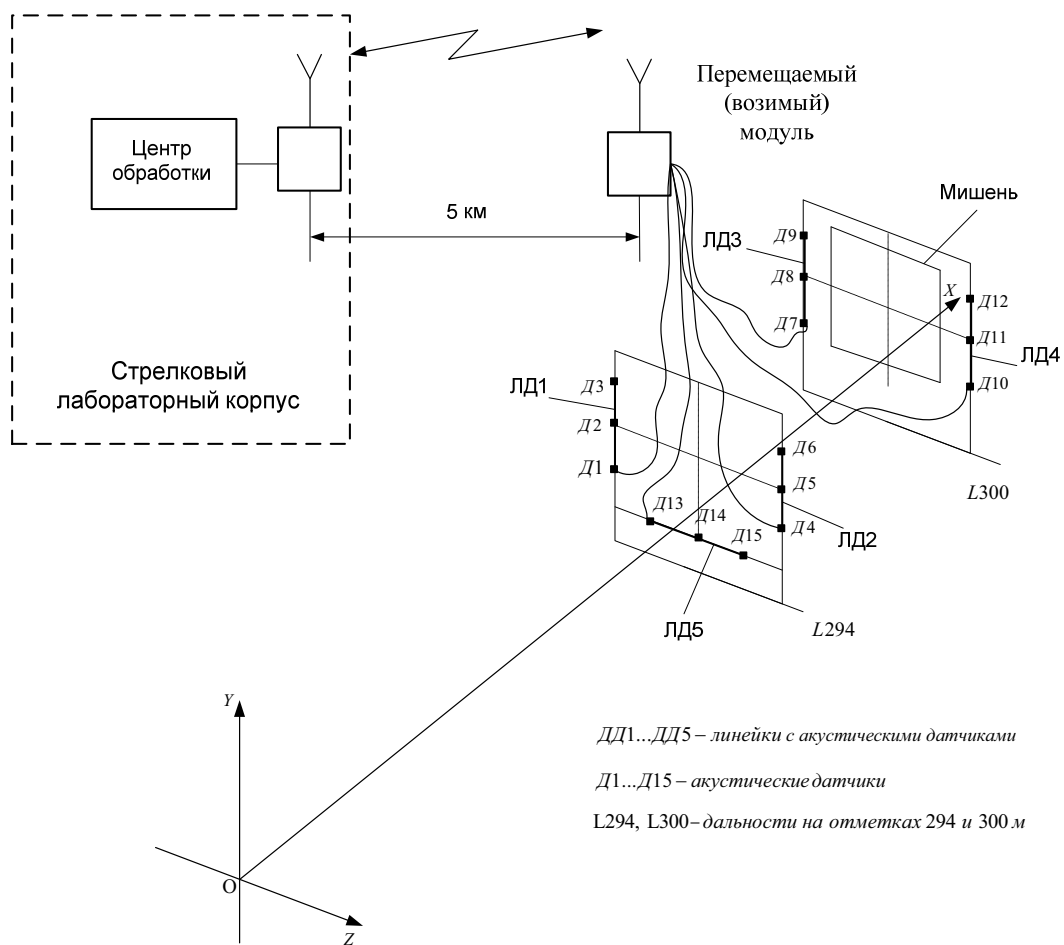 Центр
обработки
Стрелковый
лабораторный корпус
5 км
Перемещаемый
(возимый)
модуль
Мишень
ЛД3
Д9
Д8
Д7
X
Д12
Д11
Д10
ЛД4
L300
ЛД1
Д3
Д2
Д1
Д6
Д5
Д4
ЛД2
Д13
Д14
Д15
ЛД5
L294
Y
O
Z
ДД1...ДД5 – линейки с акустическими датчиками
Д1...Д15 – акустические датчики
L294, L300 – дальности на отметках 294 и 300 м